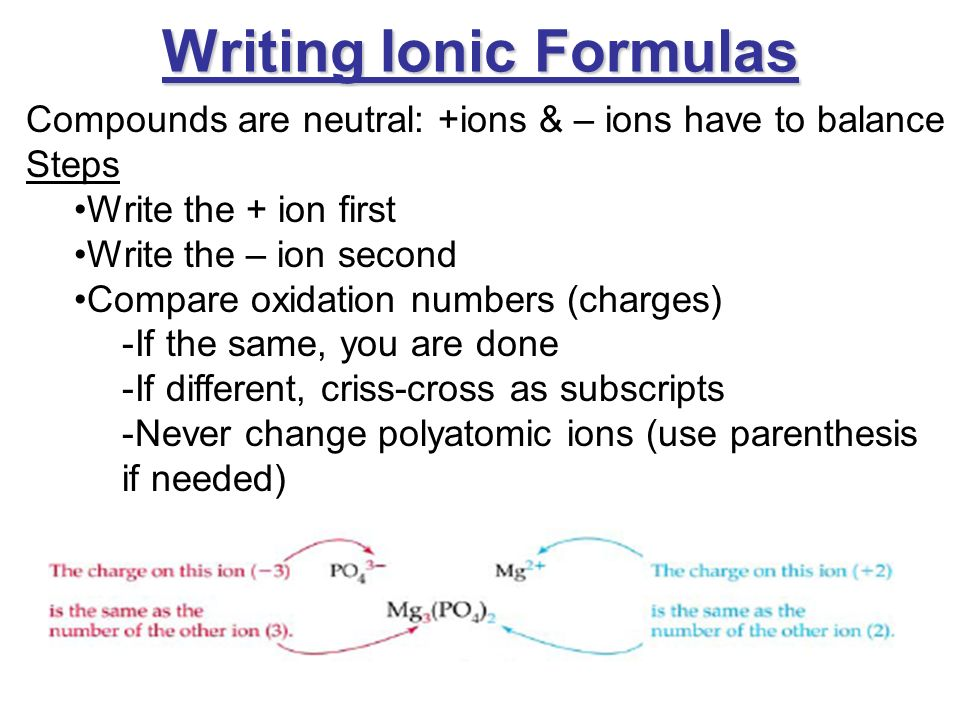 Writing Ionic Formulas
Compounds are neutral: +ions & – ions have to balance
Steps
•Write the + ion first
•Write the – ion second
•Compare oxidation numbers (charges)
-If the same, you are done
-If different, criss-cross as subscripts
-Never change polyatomic ions (use parenthesis
if needed)
The charge on this ion (−3) PO₄³⁻ Mg²⁺ The charge on this ion (+2)
is the same as the Mg₃(PO₄)₂ is the same as the
number of the other ion (3). number of the other ion (2).